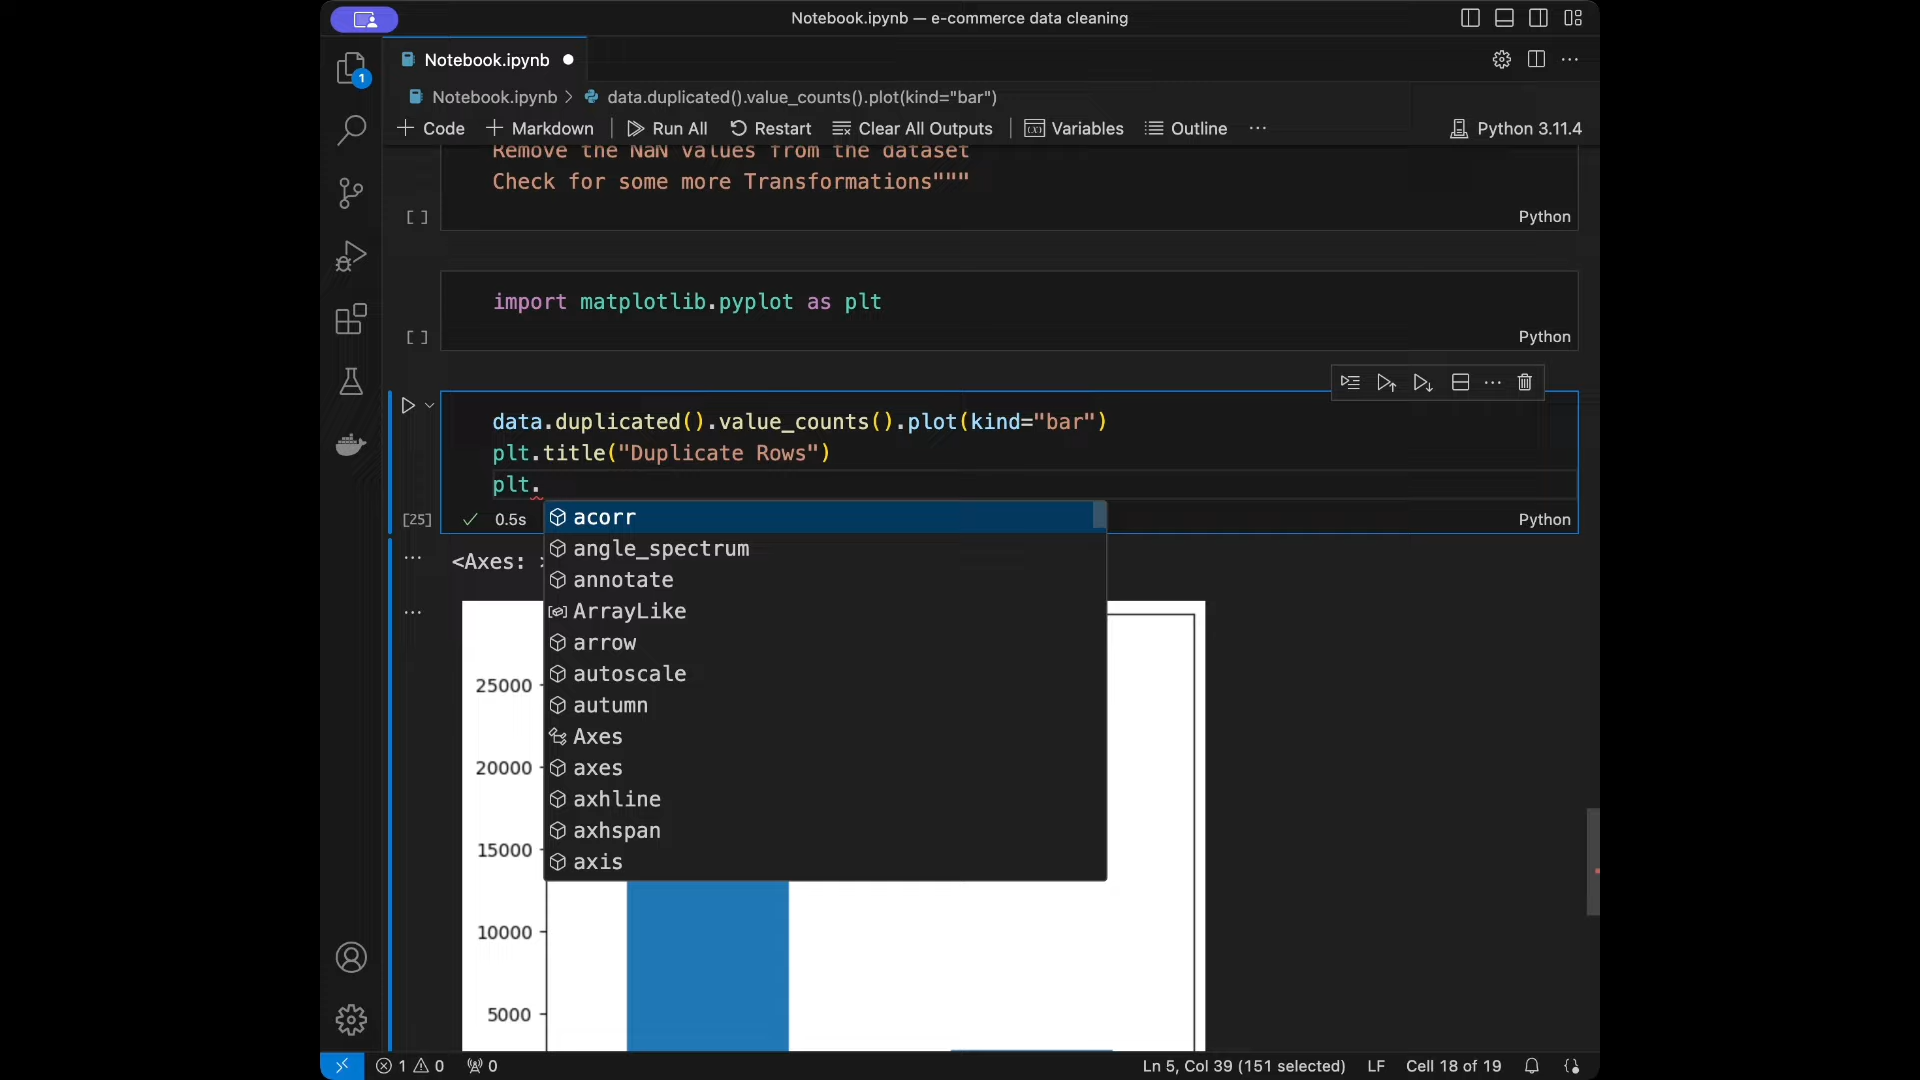 Notebook.ipynb — e-commerce data cleaning
1
Notebook.ipynb
Notebook.ipynb > data.duplicated().value_counts().plot(kind="bar")
+ Code + Markdown Run All Restart Clear All Outputs Variables Outline ··· Python 3.11.4
Remove the NaN values from the dataset
Check for some more Transformations"""
[ ] Python
import matplotlib.pyplot as plt
[ ] Python
data.duplicated().value_counts().plot(kind="bar")
plt.title("Duplicate Rows")
plt.
[25] 0.5s Python
acorr
angle_spectrum
annotate
ArrayLike
arrow
autoscale
autumn
Axes
axes
axhline
axhspan
axis
<Axes:
25000
20000
15000
10000
5000
1 0 0 Ln 5, Col 39 (151 selected) LF Cell 18 of 19